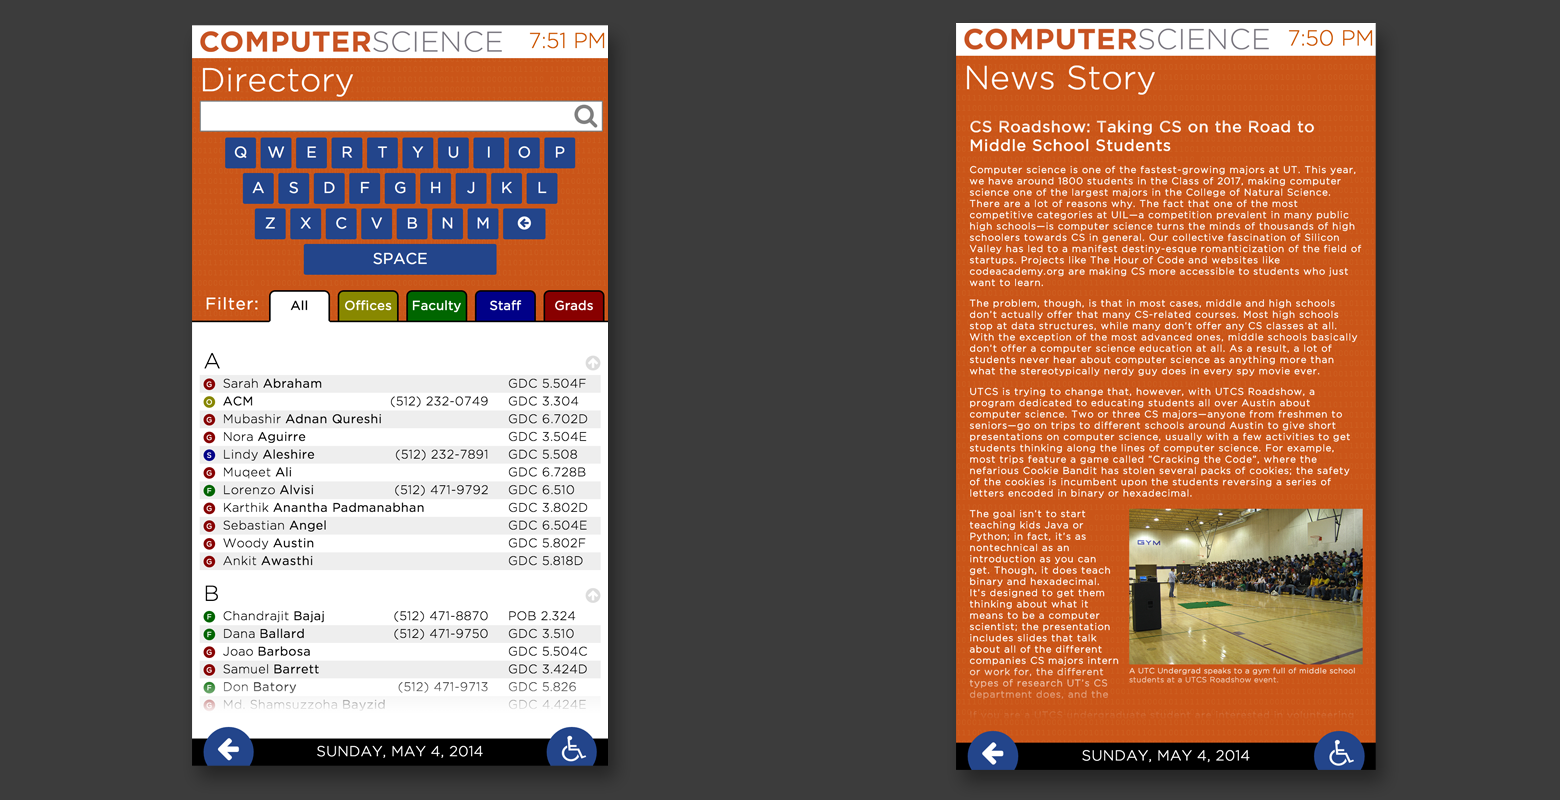 COMPUTERSCIENCE 7:51 PM
Directory
Q W E R T Y U I O P
A S D F G H J K L
Z X C V B N M
SPACE
Filter: All Offices Faculty Staff Grads
A
G Sarah Abraham GDC 5.504F
O ACM (512) 232-0749 GDC 3.304
G Mubashir Adnan Qureshi GDC 6.702D
G Nora Aguirre GDC 3.504E
S Lindy Aleshire (512) 232-7891 GDC 5.508
G Muqeet Ali GDC 6.728B
F Lorenzo Alvisi (512) 471-9792 GDC 6.510
G Karthik Anantha Padmanabhan GDC 3.802D
G Sebastian Angel GDC 6.504E
G Woody Austin GDC 5.802F
G Ankit Awasthi GDC 5.818D
B
F Chandrajit Bajaj (512) 471-8870 POB 2.324
F Dana Ballard (512) 471-9750 GDC 3.510
G Joao Barbosa GDC 5.504C
G Samuel Barrett GDC 3.424D
F Don Batory (512) 471-9713 GDC 5.826
G Md. Shamsuzzoha Bayzid GDC 4.424E
SUNDAY, MAY 4, 2014
COMPUTERSCIENCE 7:50 PM
News Story
CS Roadshow: Taking CS on the Road to
Middle School Students
Computer science is one of the fastest-growing majors at UT. This year,
we have around 1800 students in the Class of 2017, making computer
science one of the largest majors in the College of Natural Science.
There are a lot of reasons why. The fact that one of the most
competitive categories at UIL—a competition prevalent in many public
high schools—is computer science turns the minds of thousands of high
schoolers towards CS in general. Our collective fascination of Silicon
Valley has led to a manifest destiny-esque romanticization of the field of
startups. Projects like The Hour of Code and websites like
codeacademy.org are making CS more accessible to students who just
want to learn.
The problem, though, is that in most cases, middle and high schools
don't actually offer that many CS-related courses. Most high schools
stop at data structures, while many don't offer any CS classes at all.
With the exception of the most advanced ones, middle schools basically
don't offer a computer science education at all. As a result, a lot of
students never hear about computer science as anything more than
what the stereotypically nerdy guy does in every spy movie ever.
UTCS is trying to change that, however, with UTCS Roadshow, a
program dedicated to educating students all over Austin about
computer science. Two or three CS majors—anyone from freshmen to
seniors—go on trips to different schools around Austin to give short
presentations on computer science, usually with a few activities to get
students thinking along the lines of computer science. For example,
most trips feature a game called "Cracking the Code", where the
nefarious Cookie Bandit has stolen several packs of cookies; the safety
of the cookies is incumbent upon the students reversing a series of
letters encoded in binary or hexadecimal.
The goal isn't to start
teaching kids Java or
Python; in fact, it's as
nontechnical as an
introduction as you can
get. Though, it does teach
binary and hexadecimal.
It's designed to get them
thinking about what it
means to be a computer
scientist; the presentation
includes slides that talk
about all of the different
companies CS majors intern
or work for, the different
types of research UT's CS
department does, and the
GYM
A UTC Undergrad speaks to a gym full of middle school
students at a UTCS Roadshow event.
If you are a UTCS undergraduate student are interested in volunteering
SUNDAY, MAY 4, 2014